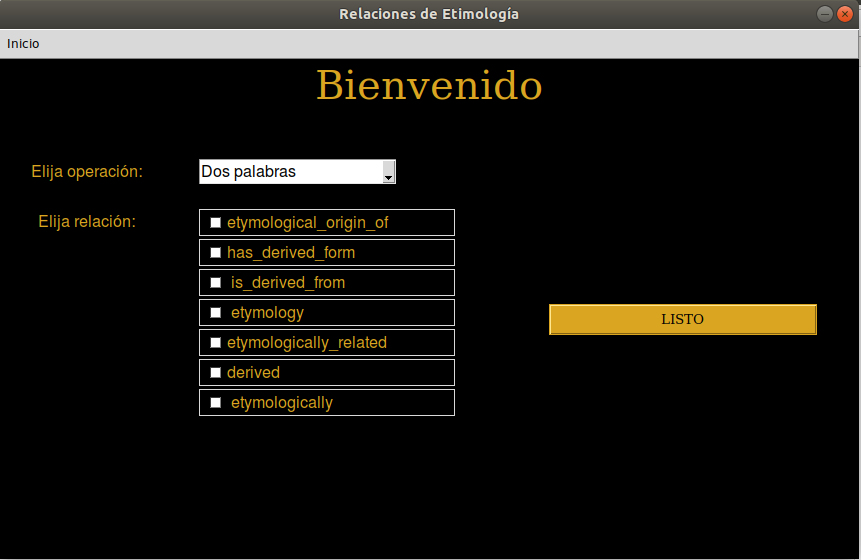 Relaciones de Etimología
Inicio
Bienvenido
Elija operación:
Dos palabras
Elija relación:
etymological_origin_of
has_derived_form
is_derived_from
etymology
etymologically_related
derived
etymologically
LISTO